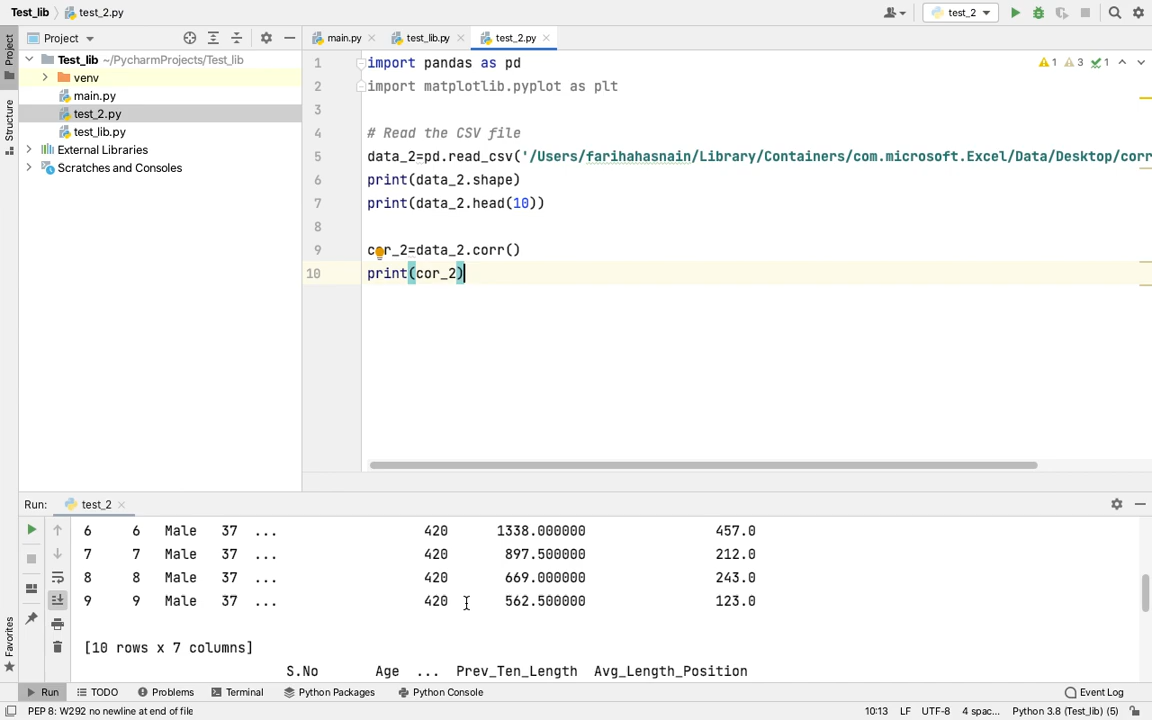 Test_lib test_2.py
test_2
Project
main.py
test_lib.py
test_2.py
Project
Structure
Favorites
Test_lib ~/PycharmProjects/Test_lib
venv
main.py
test_2.py
test_lib.py
External Libraries
Scratches and Consoles
1 3 1
1 import pandas as pd
2 import matplotlib.pyplot as plt
3
4 # Read the CSV file
5 data_2=pd.read_csv('/Users/farihahasnain/Library/Containers/com.microsoft.Excel/Data/Desktop/corr
6 print(data_2.shape)
7 print(data_2.head(10))
8
9 cor_2=data_2.corr()
10 print(cor_2)
Run: test_2
6 6 Male 37 ... 420 1338.000000 457.0
7 7 Male 37 ... 420 897.500000 212.0
8 8 Male 37 ... 420 669.000000 243.0
9 9 Male 37 ... 420 562.500000 123.0
[10 rows x 7 columns]
S.No Age ... Prev_Ten_Length Avg_Length_Position
Run TODO Problems Terminal Python Packages Python Console Event Log
PEP 8: W292 no newline at end of file 10:13 LF UTF-8 4 spac... Python 3.8 (Test_lib) (5)